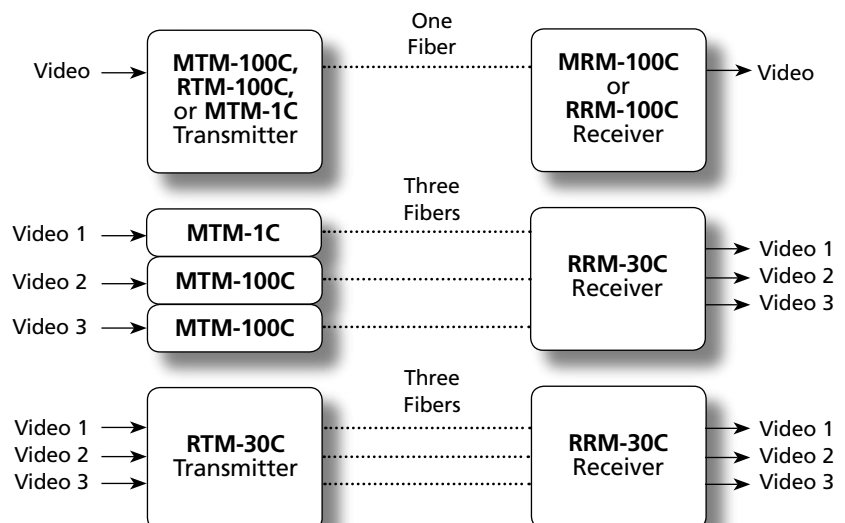 One
Fiber
Video
MTM-100C,
RTM-100C,
or MTM-1C
Transmitter
MRM-100C
or
RRM-100C
Receiver
Video
Three
Fibers
Video 1
Video 2
Video 3
MTM-1C
MTM-100C
MTM-100C
RRM-30C
Receiver
Video 1
Video 2
Video 3
Three
Fibers
Video 1
Video 2
Video 3
RTM-30C
Transmitter
RRM-30C
Receiver
Video 1
Video 2
Video 3